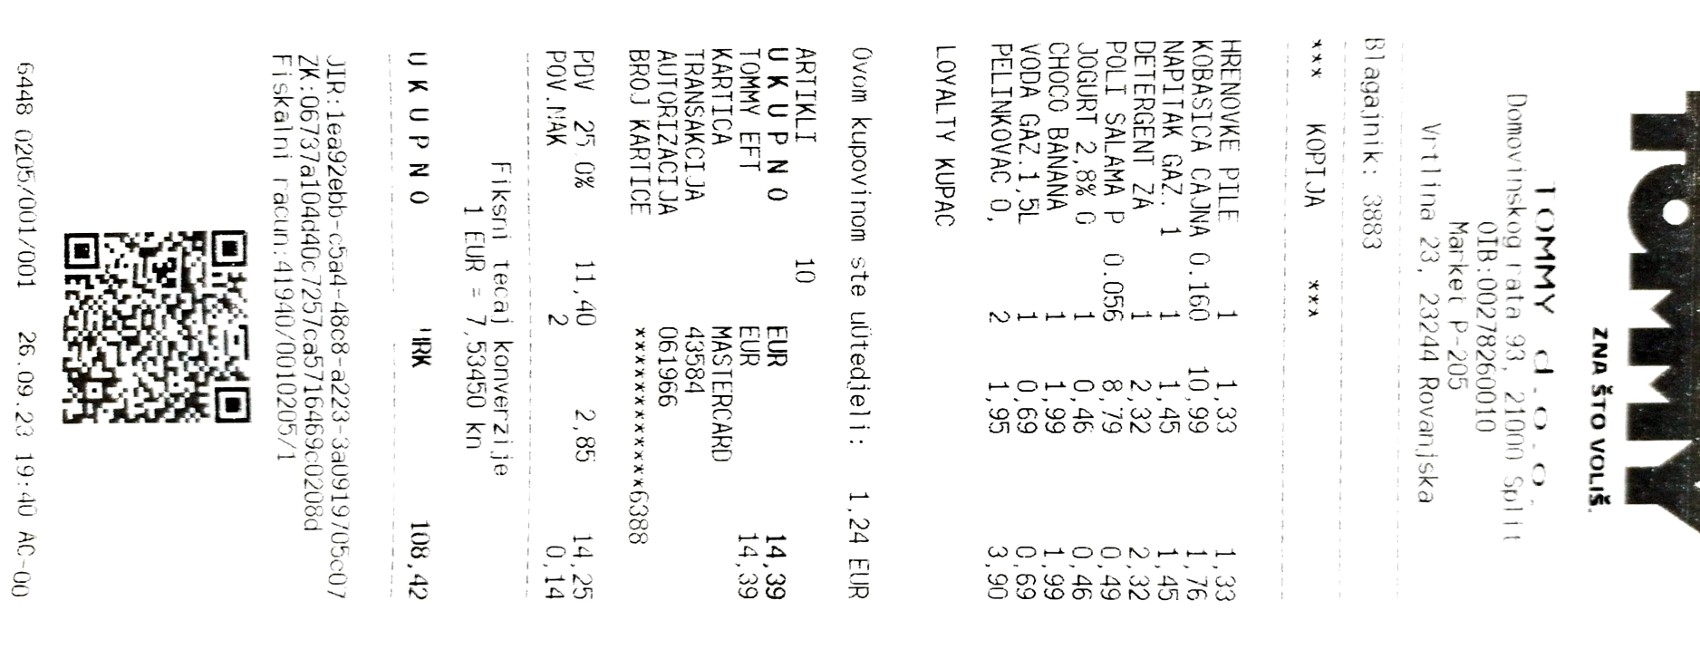 TOMMY
ZNA ŠTO VOLIŠ.
TOMMY d.o.o.
Domovinskog rata 93, 21000 Split
OIB:00278260010
Market P-205
Vrtlina 23, 23244 Rovanjska
Blagajnik: 3883
*** KOPIJA ***
HRENOVKE PILE 1 1,33 1,33
KOBASICA CAJNA 0.160 10,99 1,76
NAPITAK GAZ. 1 1 1,45 1,45
DETERGENT ZA 1 2,32 2,32
POLI SALAMA P 0.056 8,79 0,49
JOGURT 2,8% 0 1 0,46 0,46
CHOCO BANANA 1 1,99 1,99
VODA GAZ.1,5L 1 0,69 0,69
PELINKOVAC 0, 2 1,95 3,90
LOYALTY KUPAC
Ovom kupovinom ste uÜtedjeli: 1,24 EUR
ARTIKLI 10
U K U P N O EUR 14,39
TOMMY EFT EUR 14,39
KARTICA MASTERCARD
TRANSAKCIJA 43584
AUTORIZACIJA 061966
BROJ KARTICE ************6388
PDV 25.0% 11,40 2,85 14,25
POV.NAK 2 0,14
Fiksni tecaj konverzije
1 EUR = 7,53450 kn
U K U P N O HRK 108,42
JIR:1ea92ebb-c5a4-48c8-a223-3a0919705c07
ZK:06737a104d40c7257ca5716469c0208d
Fiskalni racun:41940/0010205/1
6448 0205/001/001 26.09.23 19:40 AC-00